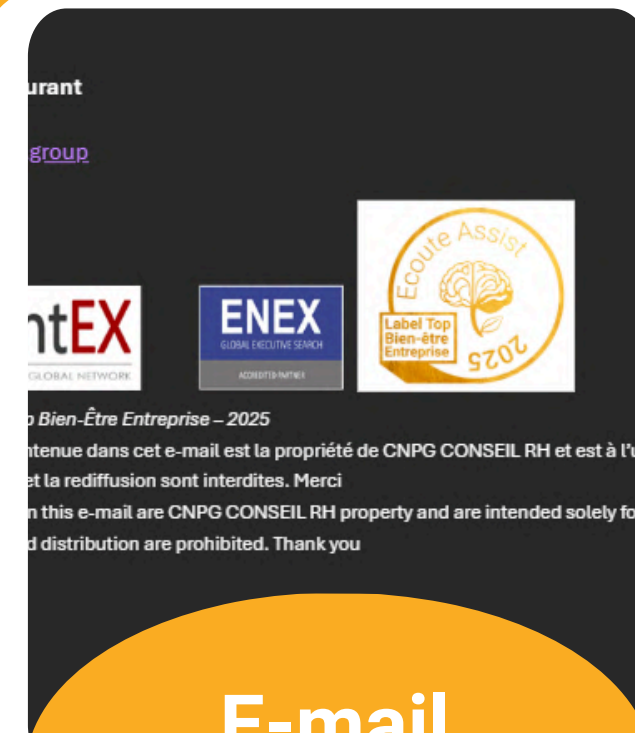 urant
group
ntEX
GLOBAL NETWORK
ENEX
GLOBAL EXECUTIVE SEARCH
ACCREDITED PARTNER
Ecoute Assist
Label Top
Bien-être
Entreprise
2025
p Bien-Être Entreprise – 2025
ntenue dans cet e-mail est la propriété de CNPG CONSEIL RH et est à l'u
et la rediffusion sont interdites. Merci
n this e-mail are CNPG CONSEIL RH property and are intended solely fo
d distribution are prohibited. Thank you
E-mail